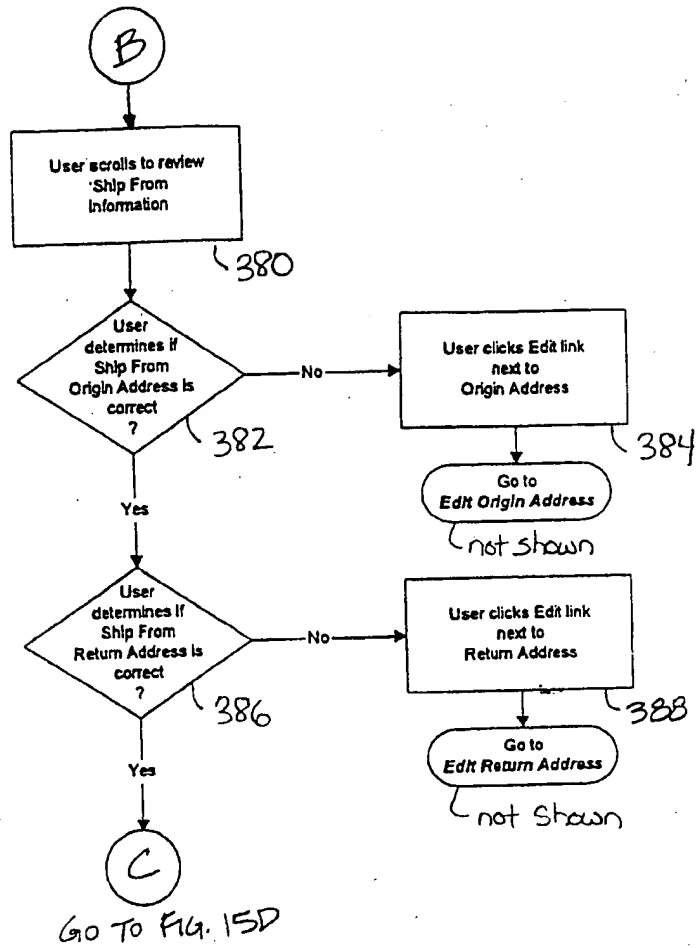 B
User scrolls to review
Ship From
Information
380
User
determines if
Ship From
Origin Address is
correct
?
382
No
User clicks Edit link
next to
Origin Address
384
Go to
Edit Origin Address
not shown
Yes
User
determines if
Ship From
Return Address is
correct
?
386
No
User clicks Edit link
next to
Return Address
388
Go to
Edit Return Address
not shown
Yes
C
GO TO FIG. 15D